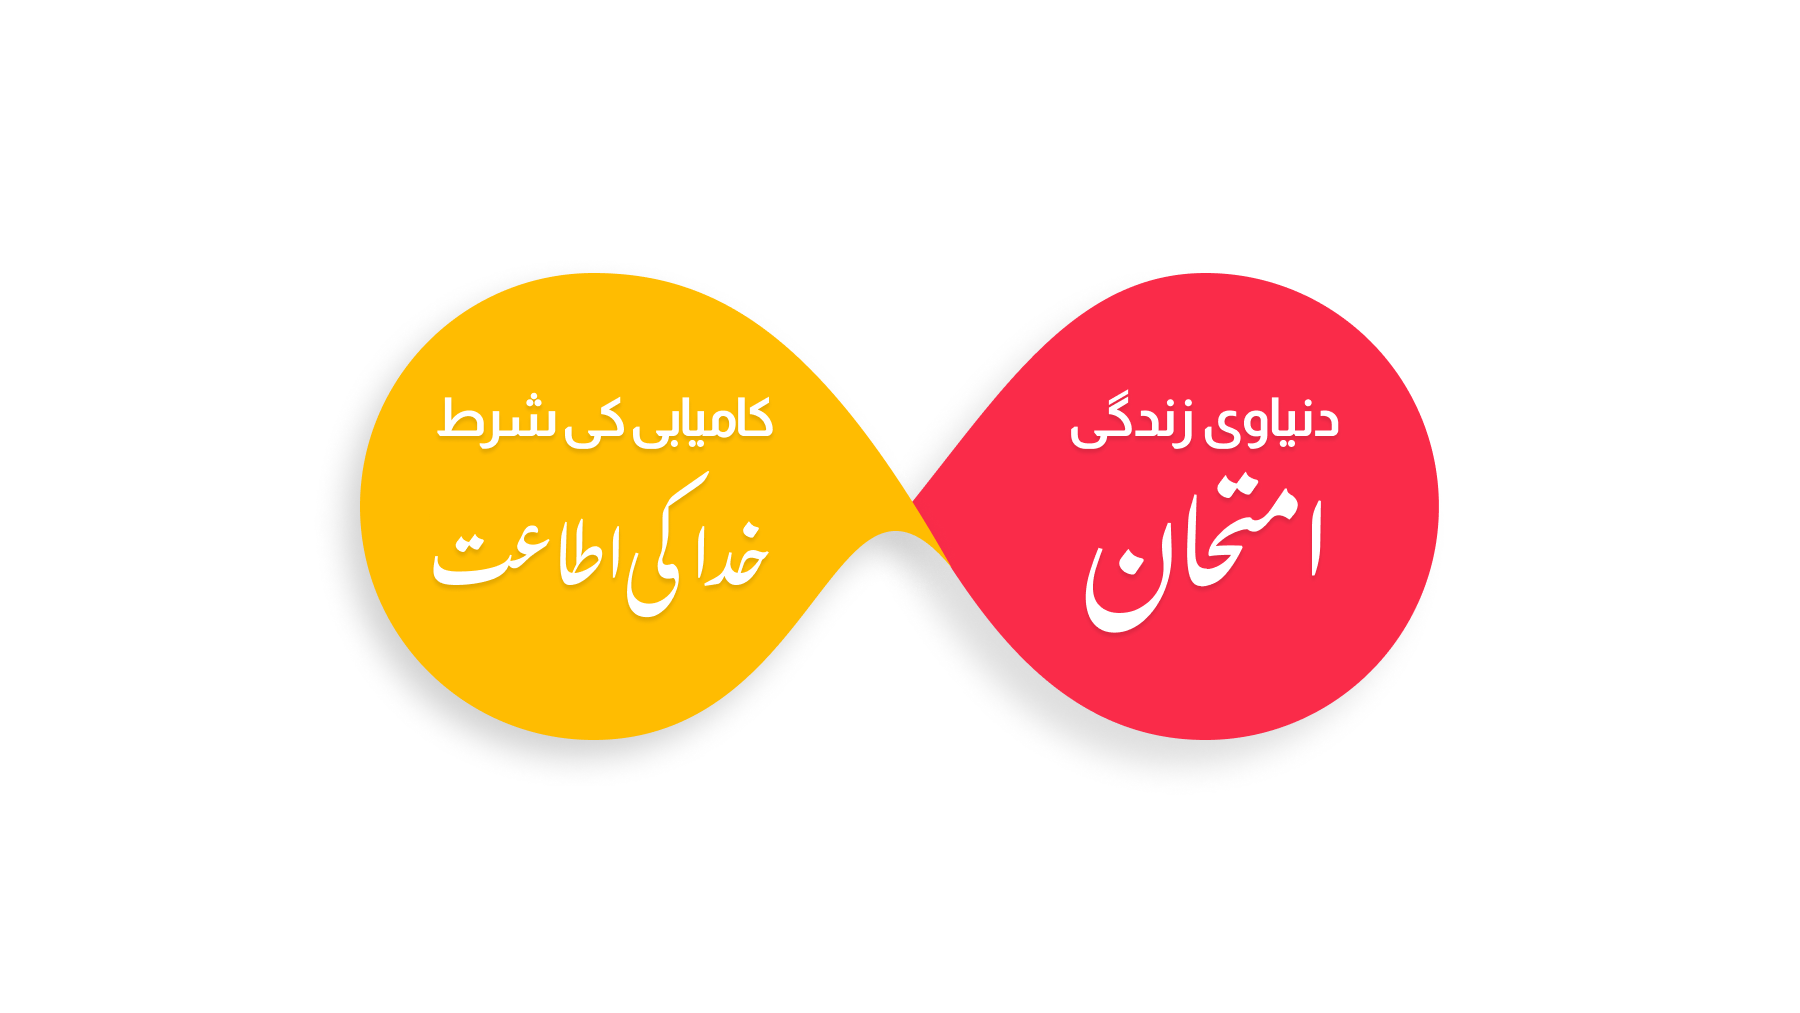 دنیاوی زندگی
امتحان
کامیابی کی شرط
خدا کی اطاعت